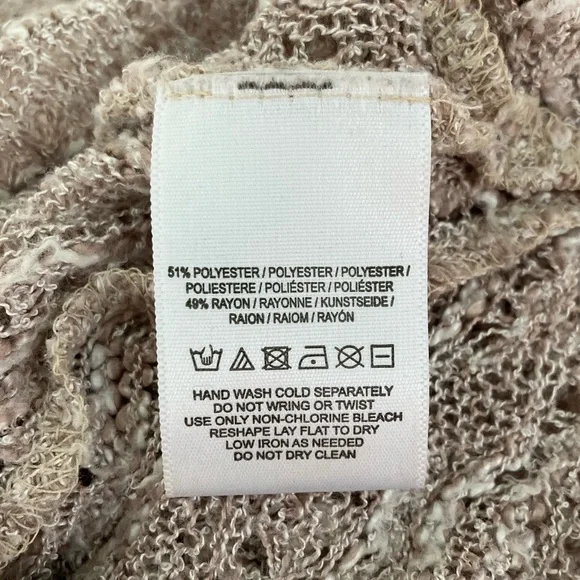 51% POLYESTER / POLYESTER / POLYESTER /
POLIESTERE / POLIÉSTER / POLIÉSTER
49% RAYON / RAYONNE / KUNSTSEIDE /
RAION / RAIOM / RAYÓN
HAND WASH COLD SEPARATELY
DO NOT WRING OR TWIST
USE ONLY NON-CHLORINE BLEACH
RESHAPE LAY FLAT TO DRY
LOW IRON AS NEEDED
DO NOT DRY CLEAN